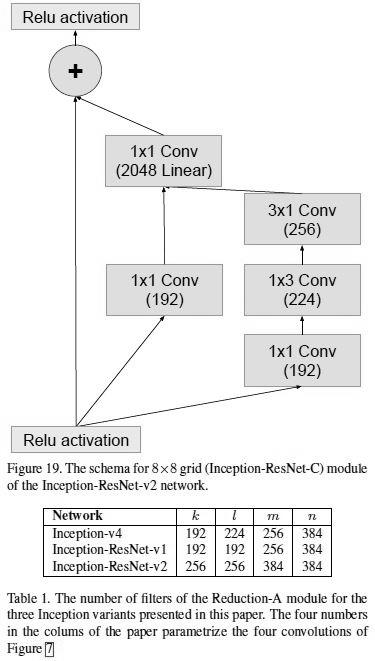 Relu activation
+
1x1 Conv
(2048 Linear)
3x1 Conv
(256)
1x1 Conv
(192)
1x3 Conv
(224)
1x1 Conv
(192)
Relu activation
Figure 19. The schema for 8×8 grid (Inception-ResNet-C) module
of the Inception-ResNet-v2 network.
Network k l m n
Inception-v4 192 224 256 384
Inception-ResNet-v1 192 192 256 384
Inception-ResNet-v2 256 256 384 384
Table 1. The number of filters of the Reduction-A module for the
three Inception variants presented in this paper. The four numbers
in the colums of the paper parametrize the four convolutions of
Figure 7